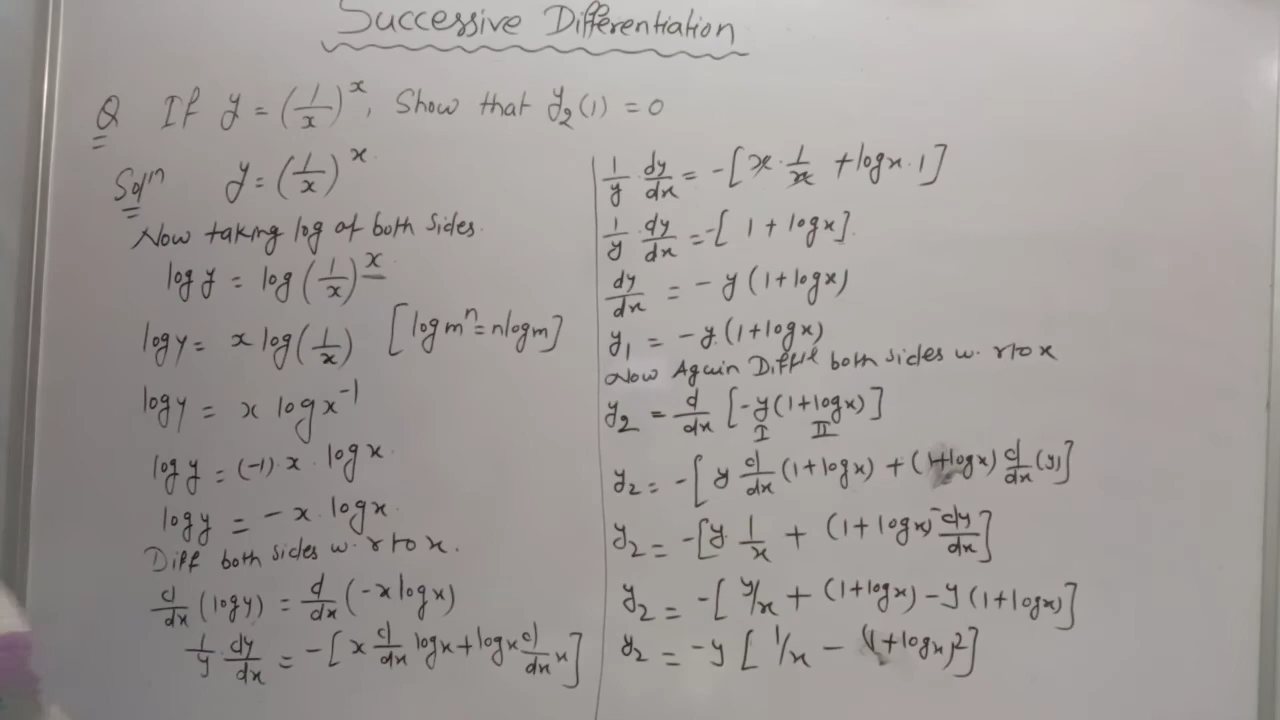 Successive Differentiation
Q If y = (1/x)^x, Show that y₂(1) = 0
Solⁿ y = (1/x)^x
Now taking log of both sides.
log y = log (1/x)^x
log y = x log(1/x) [log mⁿ = n log m]
log y = x log x⁻¹
log y = (-1). x . log x.
log y = - x . log x.
Diff both sides w. r to x.
d/dx (log y) = d/dx (-x log x)
1/y . dy/dx = -[x d/dx log x + log x d/dx x]
1/y . dy/dx = -[x . 1/x + log x . 1]
1/y . dy/dx = -[1 + log x].
dy/dx = - y (1 + log x)
y₁ = - y. (1 + log x)
Now Again Diff both sides w. r to x
y₂ = d/dx [-y (1 + log x)]
I II
y₂ = -[y d/dx (1 + log x) + (1 + log x) d/dx (y)]
y₂ = -[y. 1/x + (1 + log x) dy/dx]
y₂ = -[y/x + (1 + log x) - y (1 + log x)]
y₂ = -y [1/x - (1 + log x)²]